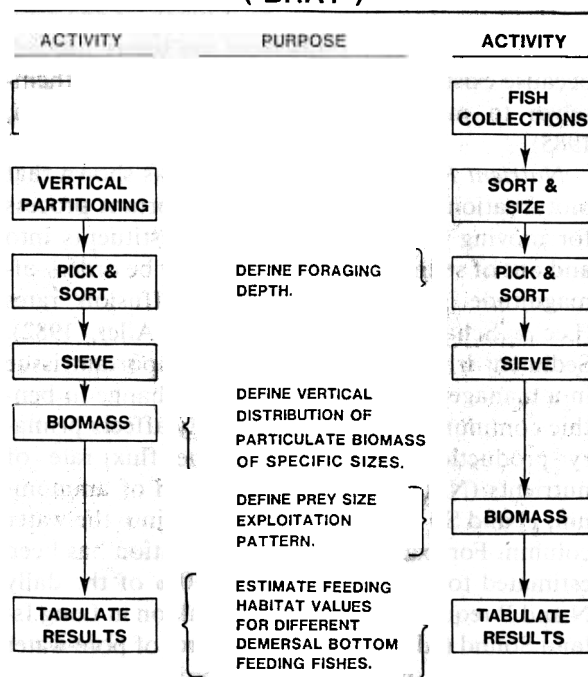 ( BRAT )
ACTIVITY PURPOSE ACTIVITY
FISH
COLLECTIONS
VERTICAL
PARTITIONING
SORT &
SIZE
PICK &
SORT
DEFINE FORAGING
DEPTH.
PICK &
SORT
SIEVE
SIEVE
BIOMASS
DEFINE VERTICAL
DISTRIBUTION OF
PARTICULATE BIOMASS
OF SPECIFIC SIZES.
DEFINE PREY SIZE
EXPLOITATION
PATTERN.
BIOMASS
TABULATE
RESULTS
ESTIMATE FEEDING
HABITAT VALUES
FOR DIFFERENT
DEMERSAL BOTTOM
FEEDING FISHES.
TABULATE
RESULTS